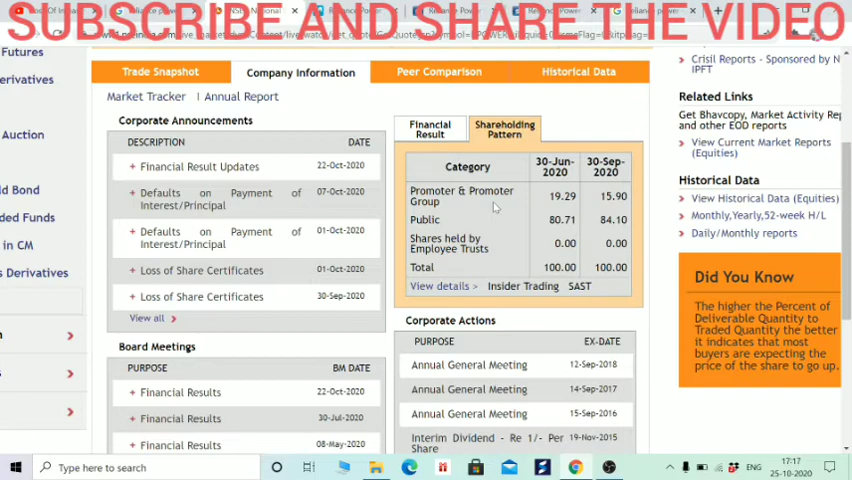 SUBSCRIBE AND SHARE THE VIDEO
Futures
erivatives
Auction
old Bond
ded Funds
in CM
s Derivatives
Trade Snapshot
Company Information
Peer Comparison
Historical Data
Market Tracker | Annual Report
Corporate Announcements
DESCRIPTION DATE
+ Financial Result Updates 22-Oct-2020
+ Defaults on Payment of 07-Oct-2020
Interest/Principal
+ Defaults on Payment of 01-Oct-2020
Interest/Principal
+ Loss of Share Certificates 01-Oct-2020
+ Loss of Share Certificates 30-Sep-2020
View all >
Board Meetings
PURPOSE BM DATE
+ Financial Results 22-Oct-2020
+ Financial Results 30-Jul-2020
+ Financial Results 08-May-2020
Financial
Result
Shareholding
Pattern
Category 30-Jun-2020 30-Sep-2020
Promoter & Promoter
Group 19.29 15.90
Public 80.71 84.10
Shares held by
Employee Trusts 0.00 0.00
Total 100.00 100.00
View details > Insider Trading SAST
Corporate Actions
PURPOSE EX-DATE
Annual General Meeting 12-Sep-2018
Annual General Meeting 14-Sep-2017
Annual General Meeting 15-Sep-2016
Interim Dividend - Re 1/- Per 19-Nov-2015
Share
> Crisil Reports - Sponsored by N
IPFT
Related Links
Get Bhavcopy, Market Activity Rep
and other EOD reports
> View Current Market Reports
(Equities)
Historical Data
> View Historical Data (Equities)
> Monthly,Yearly,52-week H/L
> Daily/Monthly reports
Did You Know
The higher the Percent of
Deliverable Quantity to
Traded Quantity the better
it indicates that most
buyers are expecting the
price of the share to go up.
Type here to search
ENG
17:17
25-10-2020